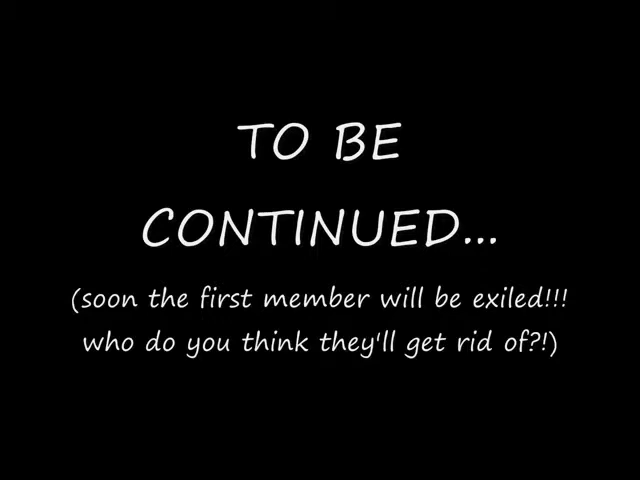 TO BE
CONTINUED...
(soon the first member will be exiled!!!
who do you think they'll get rid of?!)